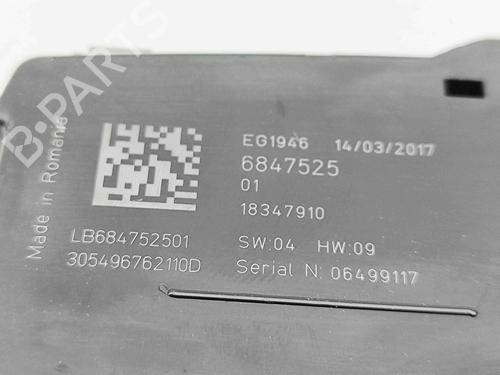 B-PARTS
Made in Romania
EG1946 14/03/2017
6847525
01
18347910
LB684752501
305496762110D
SW:04 HW:09
Serial N: 06499117